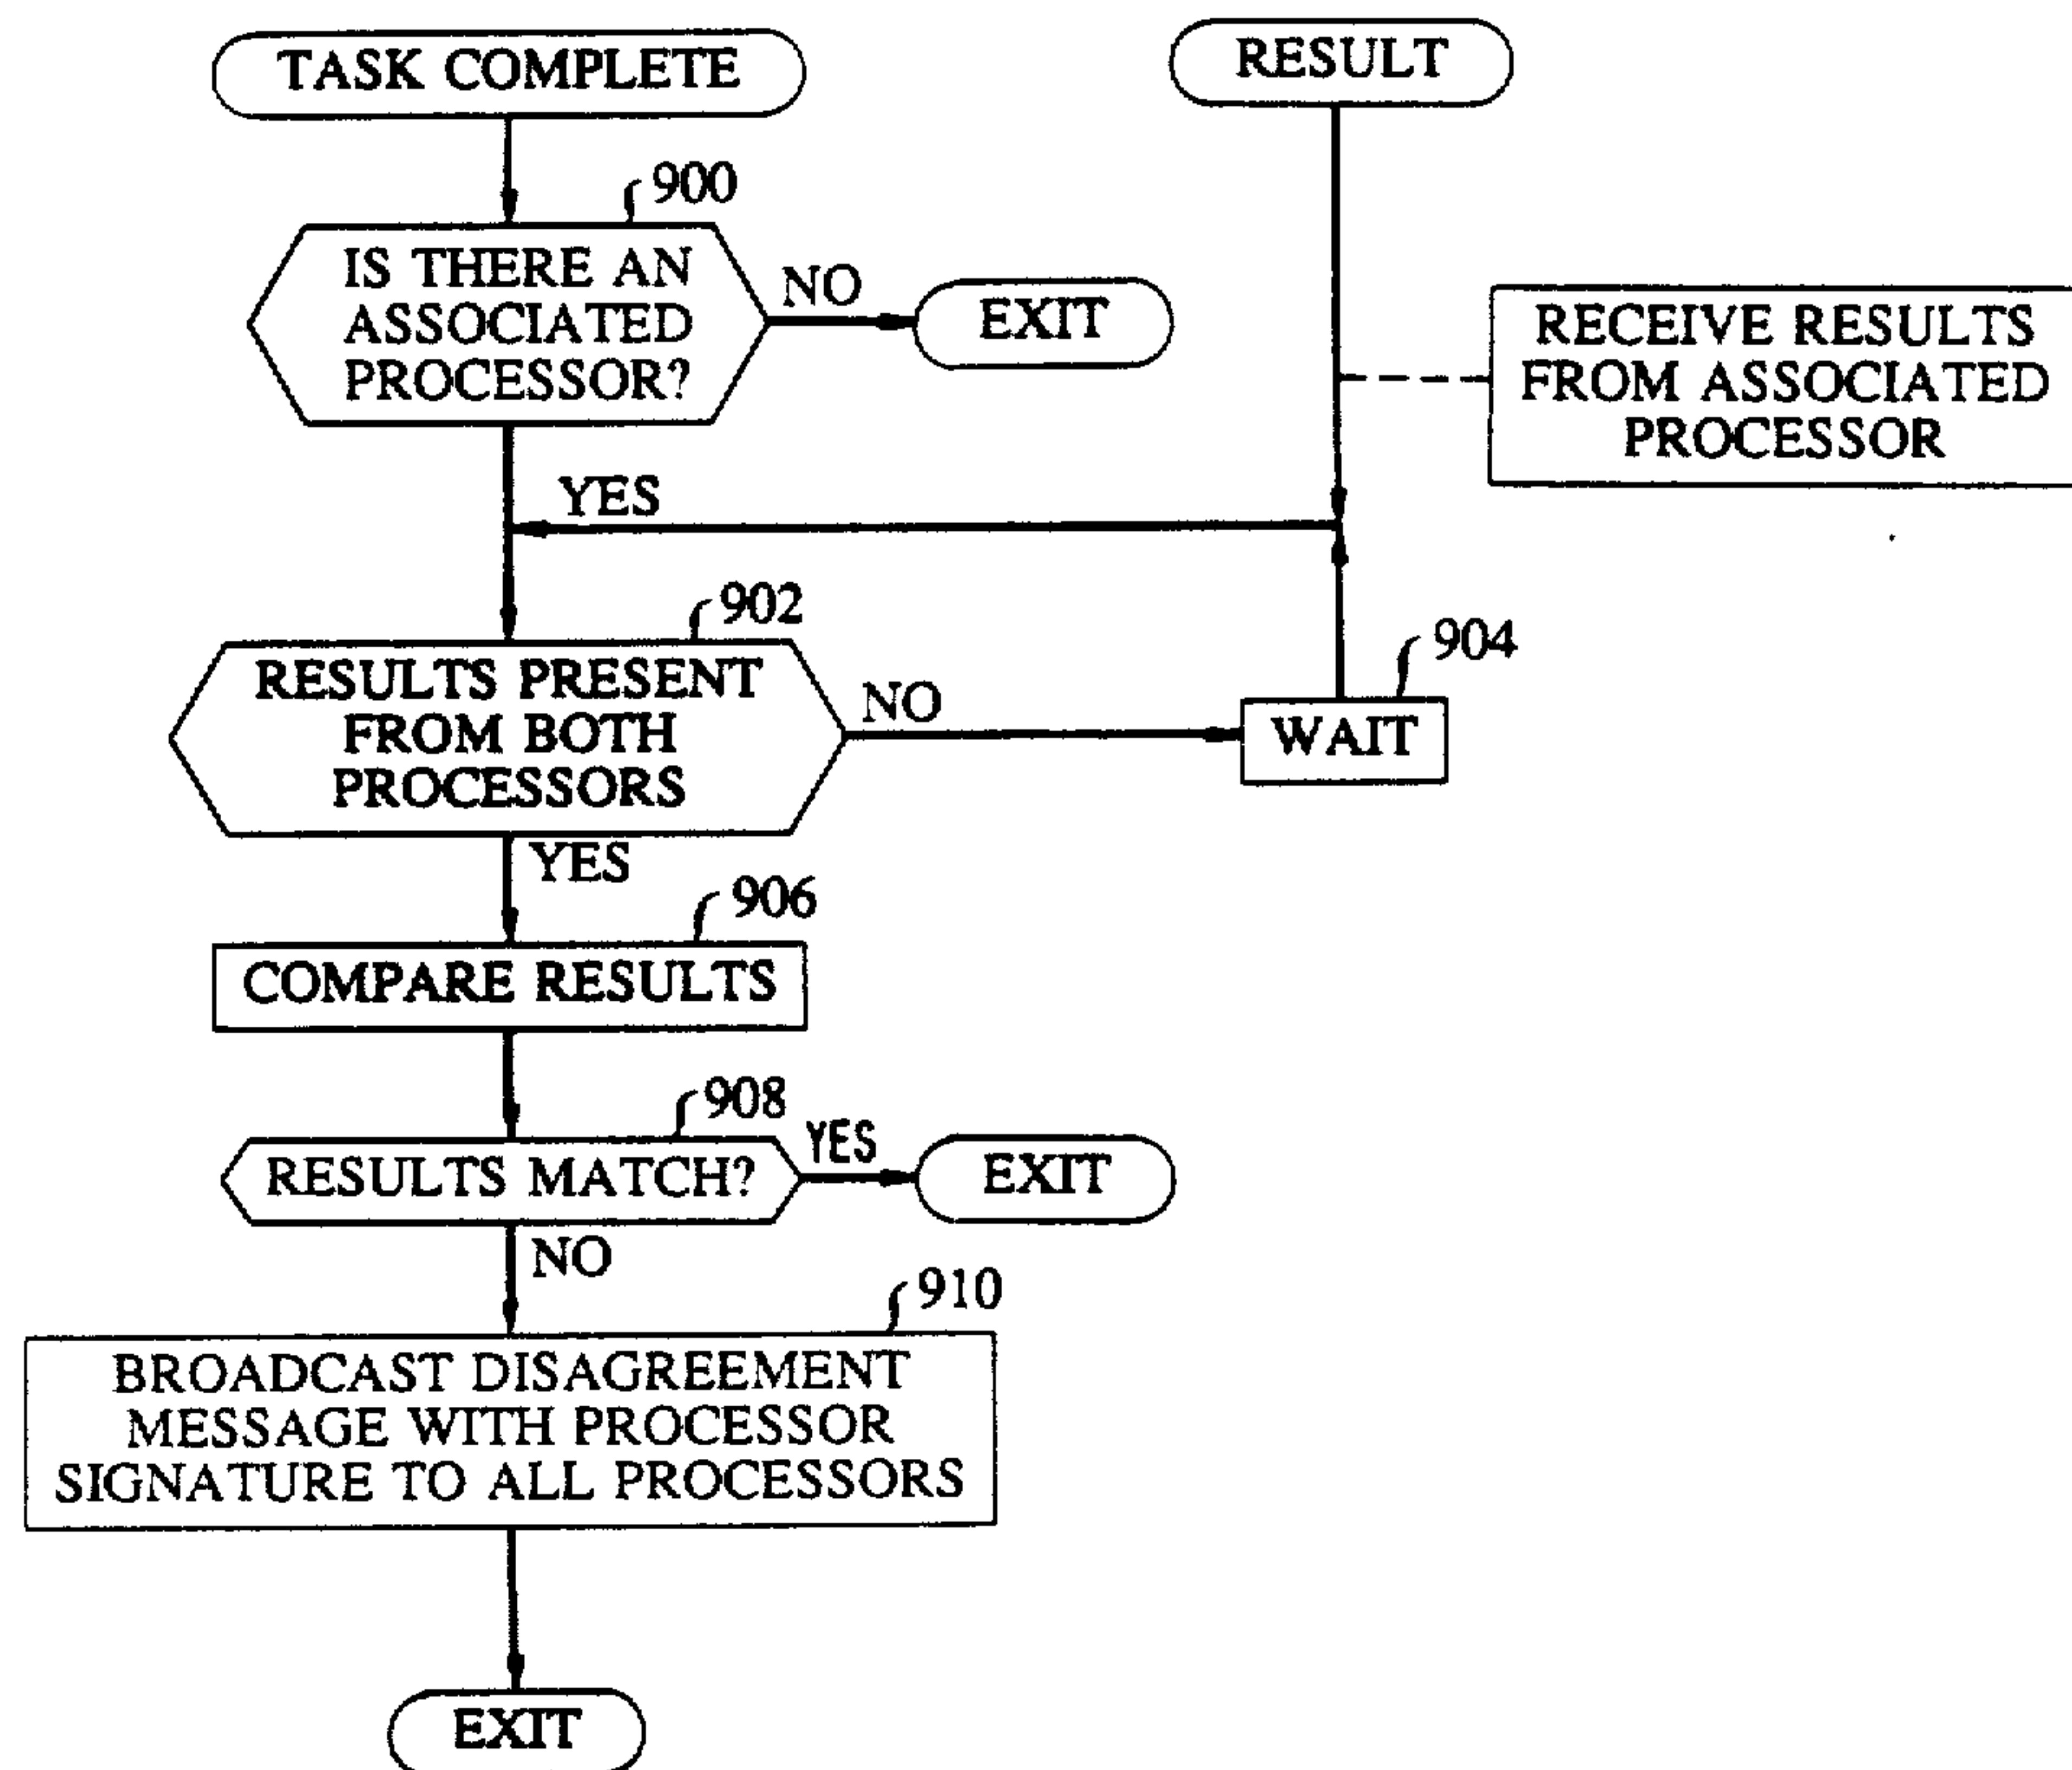 TASK COMPLETE
RESULT
900
IS THERE AN
ASSOCIATED
PROCESSOR?
NO
EXIT
RECEIVE RESULTS
FROM ASSOCIATED
PROCESSOR
YES
902
RESULTS PRESENT
FROM BOTH
PROCESSORS
NO
904
WAIT
YES
906
COMPARE RESULTS
908
RESULTS MATCH?
YES
EXIT
NO
910
BROADCAST DISAGREEMENT
MESSAGE WITH PROCESSOR
SIGNATURE TO ALL PROCESSORS
EXIT